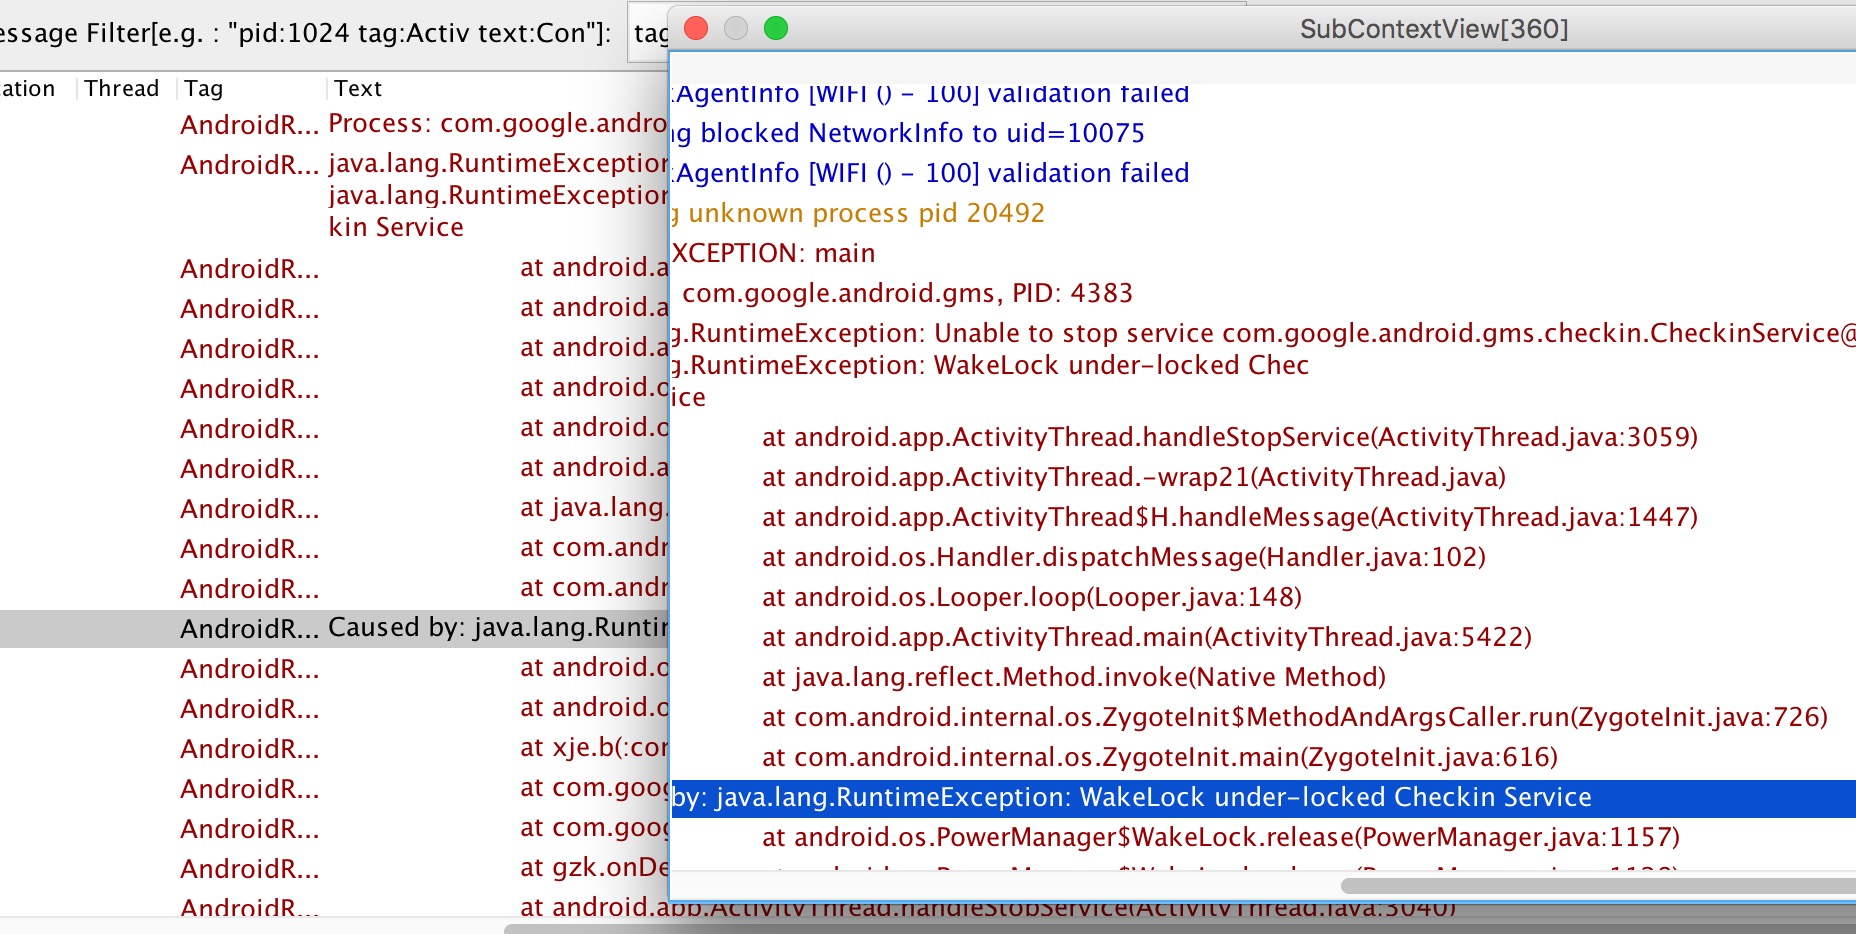 essage Filter[e.g. : "pid:1024 tag:Activ text:Con"]: tag
ation Thread Tag Text
AndroidR... Process: com.google.andro
AndroidR... java.lang.RuntimeException
java.lang.RuntimeException
kin Service
AndroidR... at android.a
AndroidR... at android.a
AndroidR... at android.a
AndroidR... at android.o
AndroidR... at android.o
AndroidR... at android.a
AndroidR... at java.lang.
AndroidR... at com.andr
AndroidR... at com.andr
AndroidR... Caused by: java.lang.Runtim
AndroidR... at android.o
AndroidR... at android.o
AndroidR... at xje.b(:con
AndroidR... at com.goog
AndroidR... at com.goog
AndroidR... at gzk.onDe
AndroidR... at android.app.ActivityThread.handleStopService(ActivityThread.java:3040)
SubContextView[360]
kAgentInfo [WIFI () - 100] validation failed
ng blocked NetworkInfo to uid=10075
kAgentInfo [WIFI () - 100] validation failed
g unknown process pid 20492
XCEPTION: main
com.google.android.gms, PID: 4383
g.RuntimeException: Unable to stop service com.google.android.gms.checkin.CheckinService@
g.RuntimeException: WakeLock under-locked Chec
ice
at android.app.ActivityThread.handleStopService(ActivityThread.java:3059)
at android.app.ActivityThread.-wrap21(ActivityThread.java)
at android.app.ActivityThread$H.handleMessage(ActivityThread.java:1447)
at android.os.Handler.dispatchMessage(Handler.java:102)
at android.os.Looper.loop(Looper.java:148)
at android.app.ActivityThread.main(ActivityThread.java:5422)
at java.lang.reflect.Method.invoke(Native Method)
at com.android.internal.os.ZygoteInit$MethodAndArgsCaller.run(ZygoteInit.java:726)
at com.android.internal.os.ZygoteInit.main(ZygoteInit.java:616)
by: java.lang.RuntimeException: WakeLock under-locked Checkin Service
at android.os.PowerManager$WakeLock.release(PowerManager.java:1157)